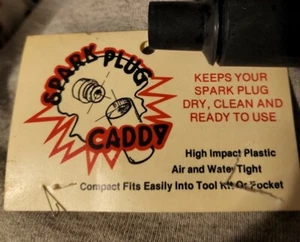 SPARK PLUG
CADDY
KEEPS YOUR
SPARK PLUG
DRY, CLEAN AND
READY TO USE
High Impact Plastic
Air and Water Tight
Compact Fits Easily Into Tool Kit Or Pocket